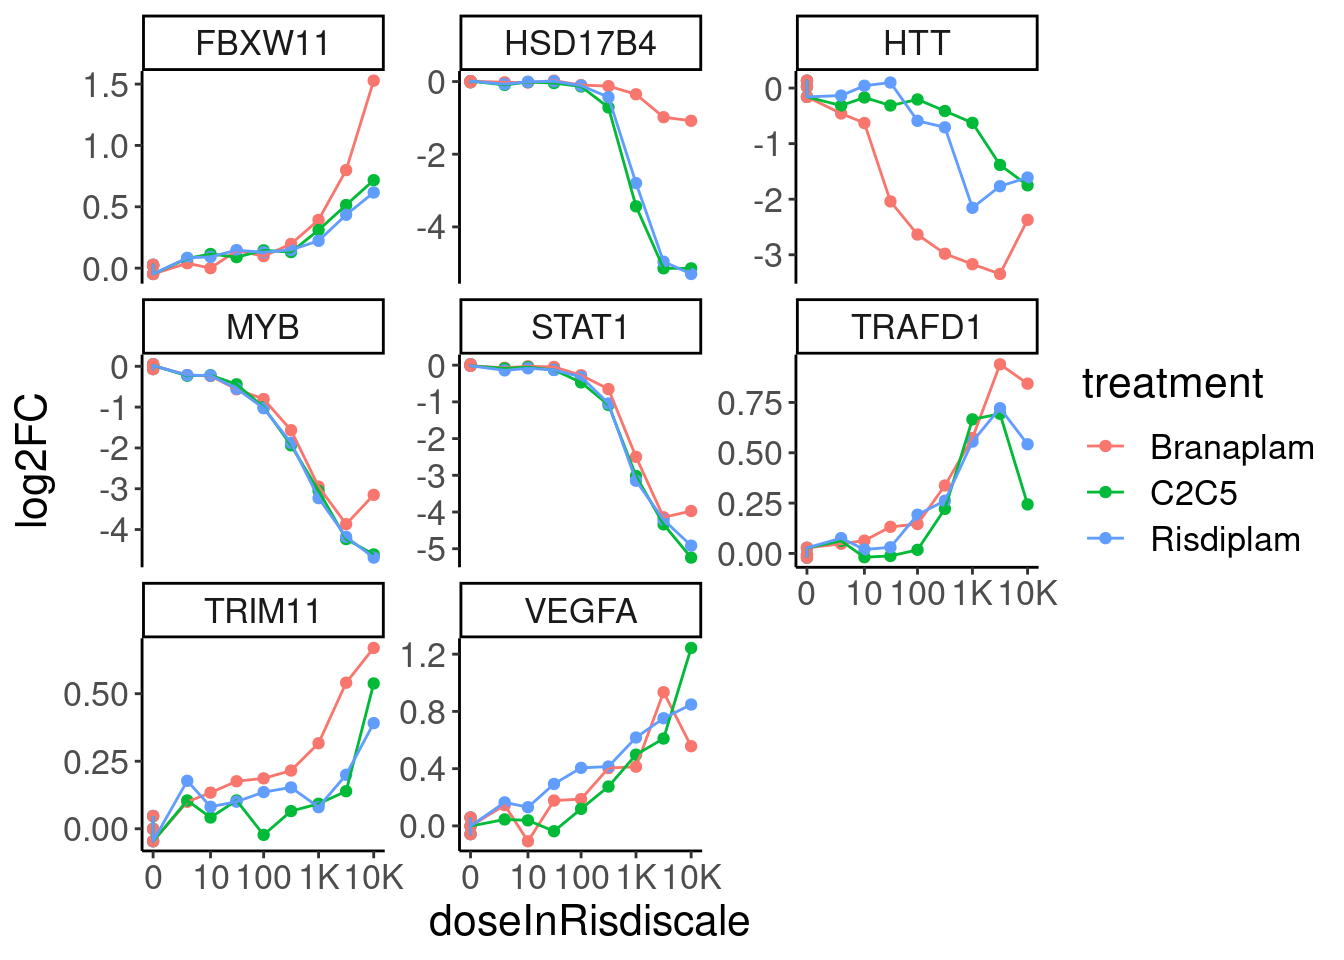 FBXW11 HSD17B4 HTT
1.5
1.0
0.5
0.0
0
-2
-4
0
-1
-2
-3
MYB STAT1 TRAFD1
0
-1
-2
-3
-4
0
-1
-2
-3
-4
-5
0.75
0.50
0.25
0.00
0 10 100 1K 10K
TRIM11 VEGFA
0.50
0.25
0.00
1.2
0.8
0.4
0.0
0 10 100 1K 10K
0 10 100 1K 10K
log2FC
doseInRisdiscale
treatment
Branaplam
C2C5
Risdiplam